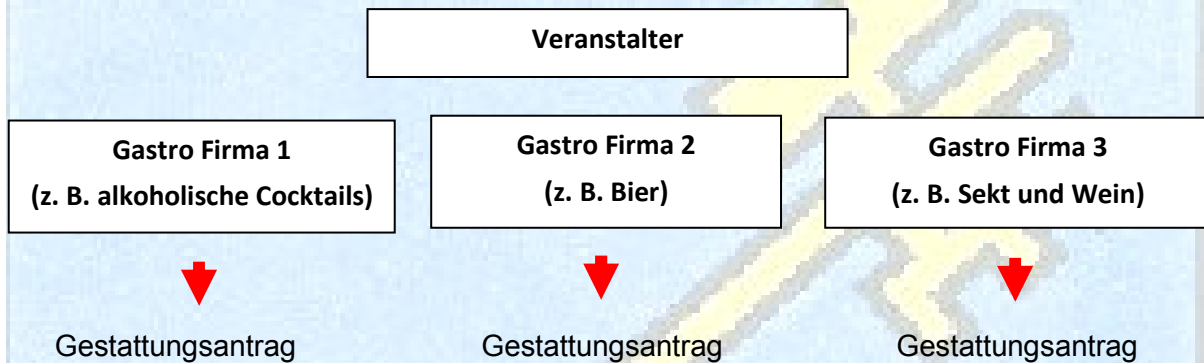 Veranstalter
Gastro Firma 1
(z. B. alkoholische Cocktails)
Gastro Firma 2
(z. B. Bier)
Gastro Firma 3
(z. B. Sekt und Wein)
Gestattungsantrag
Gestattungsantrag
Gestattungsantrag